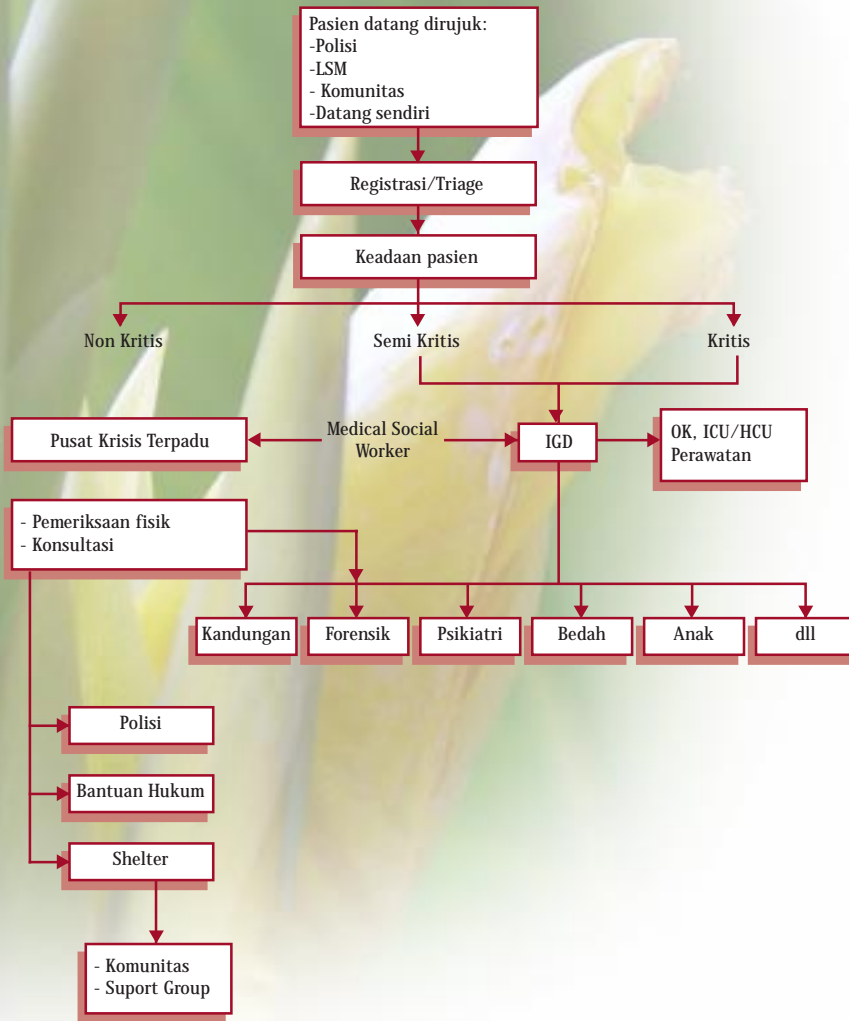 Pasien datang dirujuk:
-Polisi
-LSM
- Komunitas
-Datang sendiri
Registrasi/Triage
Keadaan pasien
Non Kritis
Semi Kritis
Kritis
Pusat Krisis Terpadu
Medical Social
Worker
IGD
OK, ICU/HCU
Perawatan
- Pemeriksaan fisik
- Konsultasi
Kandungan
Forensik
Psikiatri
Bedah
Anak
dll
Polisi
Bantuan Hukum
Shelter
- Komunitas
- Suport Group